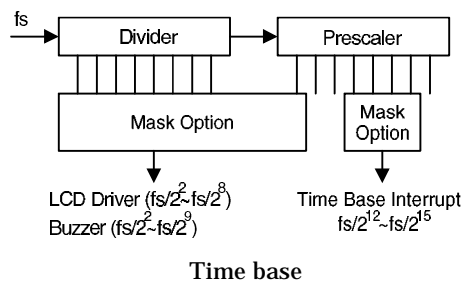 fs
Divider
Prescaler
Mask Option
Mask
Option
LCD Driver (fs/2²~fs/2⁸)
Buzzer (fs/2²~fs/2⁹)
Time Base Interrupt
fs/2¹²~fs/2¹⁵
Time base